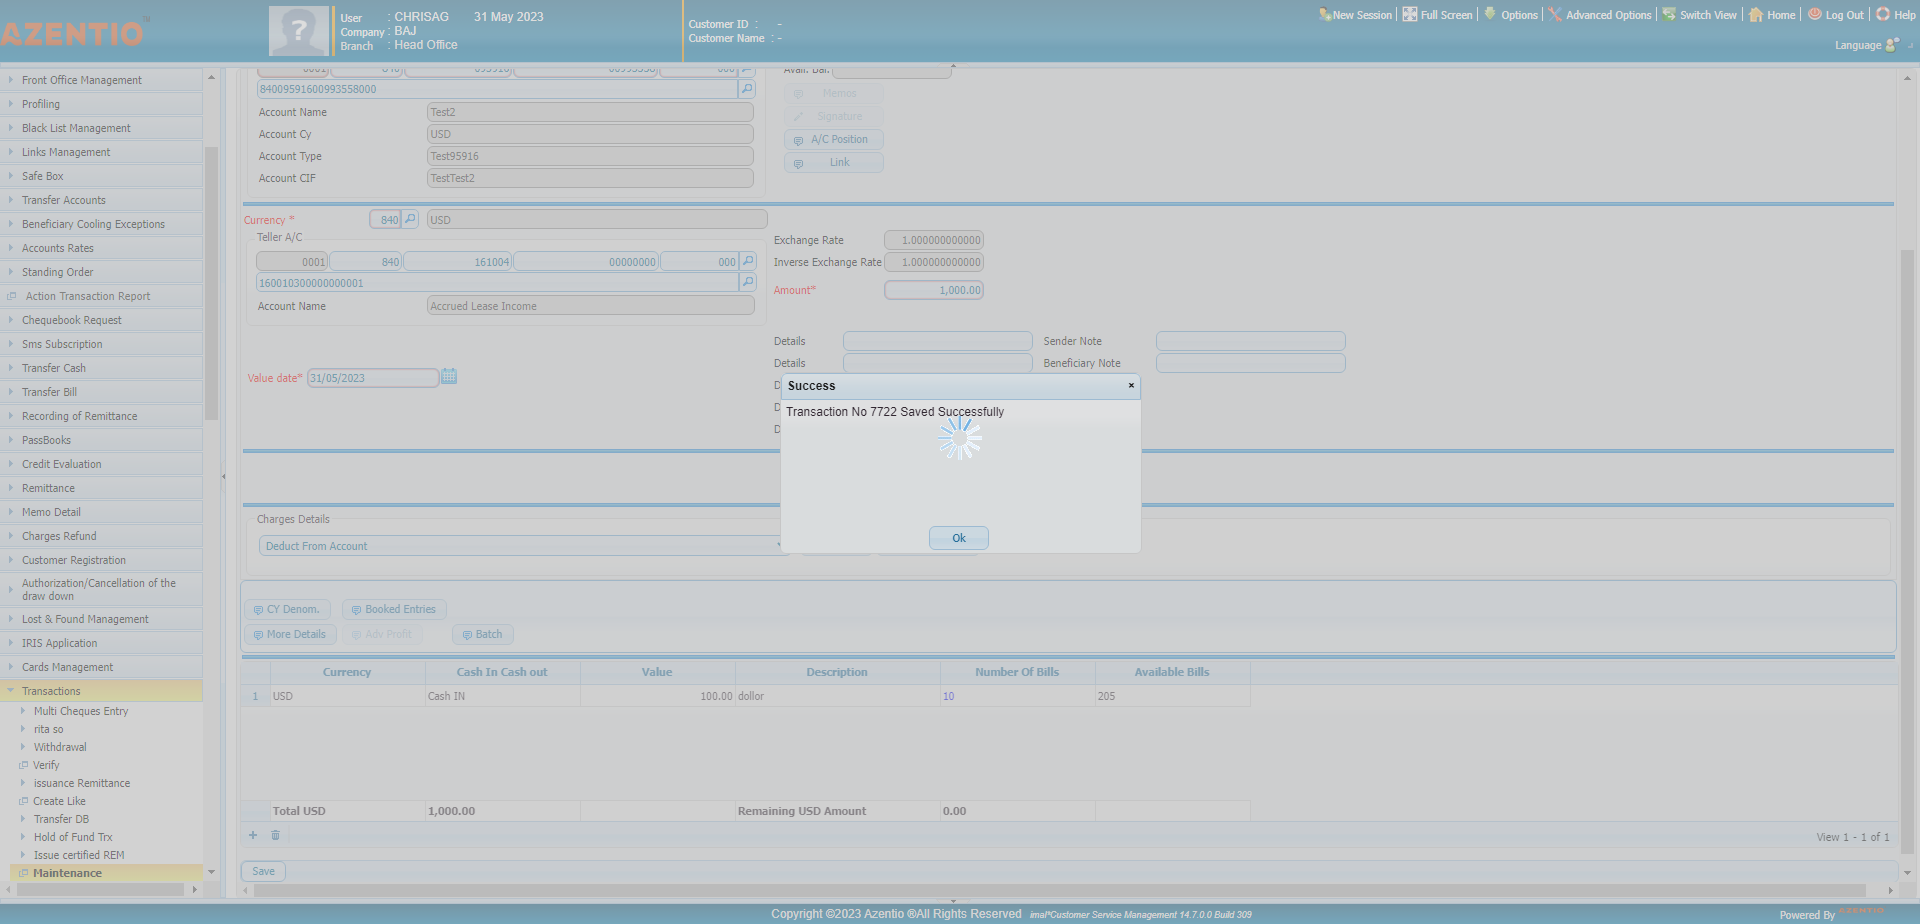 AZENTIO™
User : CHRISAG 31 May 2023
Company : BAJ
Branch : Head Office
Customer ID : -
Customer Name : -
New Session
Full Screen
Options
Advanced Options
Switch View
Home
Log Out
Help
Language
Front Office Management
Profiling
Black List Management
Links Management
Safe Box
Transfer Accounts
Beneficiary Cooling Exceptions
Accounts Rates
Standing Order
Action Transaction Report
Chequebook Request
Sms Subscription
Transfer Cash
Transfer Bill
Recording of Remittance
PassBooks
Credit Evaluation
Remittance
Memo Detail
Charges Refund
Customer Registration
Authorization/Cancellation of the
draw down
Lost & Found Management
IRIS Application
Cards Management
Transactions
Multi Cheques Entry
rita so
Withdrawal
Verify
issuance Remittance
Create Like
Transfer DB
Hold of Fund Trx
Issue certified REM
Maintenance
Avail. Bal.
84009591600993558000
Account Name Test2
Account Cy USD
Account Type Test95916
Account CIF TestTest2
Memos
Signature
A/C Position
Link
Currency * 840 USD
Teller A/C
0001 840 161004 00000000 000
160010300000000001
Account Name Accrued Lease Income
Exchange Rate 1.000000000000
Inverse Exchange Rate 1.000000000000
Amount* 1,000.00
Details
Sender Note
Details
Beneficiary Note
Value date* 31/05/2023
D
D
D
Success ×
Transaction No 7722 Saved Successfully
Ok
Charges Details
Deduct From Account
CY Denom.
Booked Entries
More Details
Adv Profit
Batch
Currency Cash In Cash out Value Description Number Of Bills Available Bills
1 USD Cash IN 100.00 dollor 10 205
Total USD 1,000.00 Remaining USD Amount 0.00
View 1 - 1 of 1
Save
Copyright ©2023 Azentio ®All Rights Reserved imal*Customer Service Management 14.7.0.0 Build 309
Powered By AZENTIO